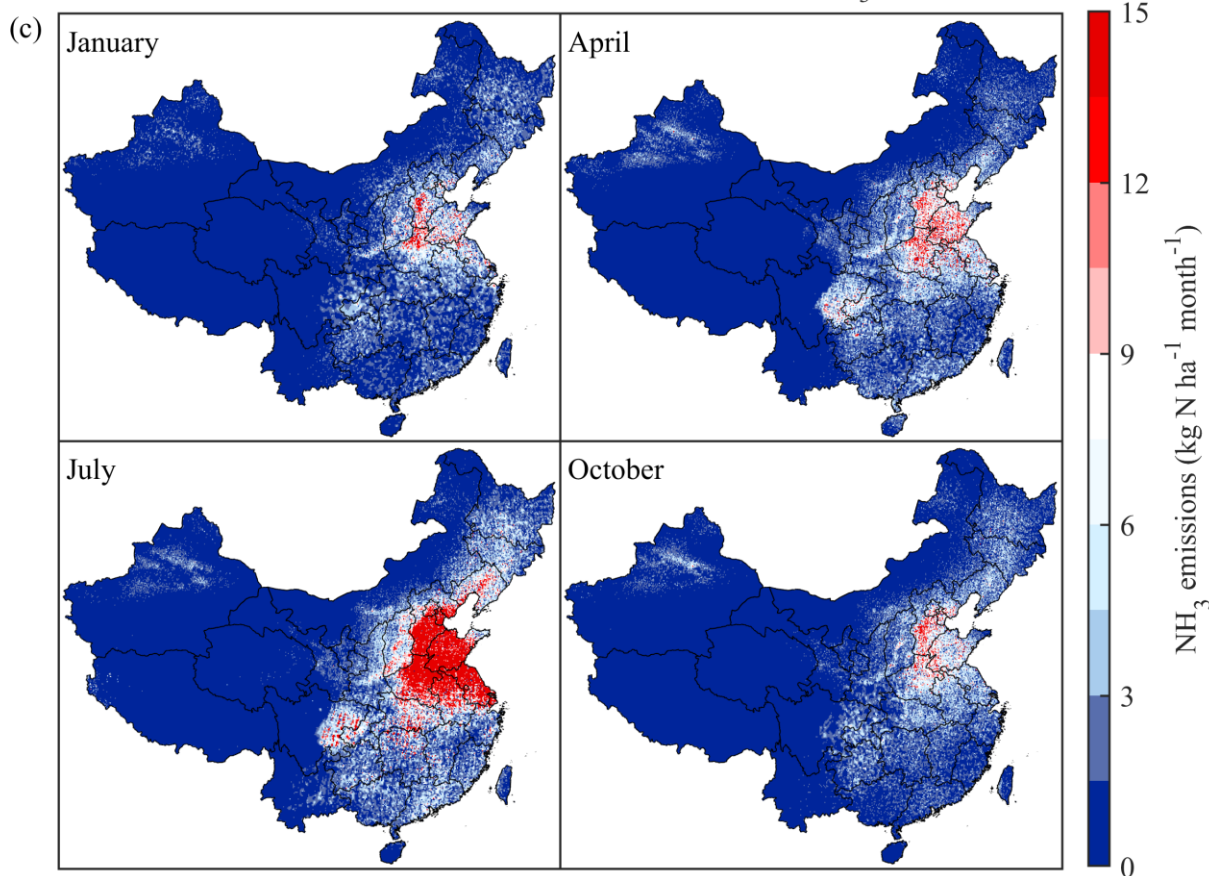 (c)
January
April
July
October
15
12
9
6
3
0
NH₃ emissions (kg N ha⁻¹ month⁻¹)